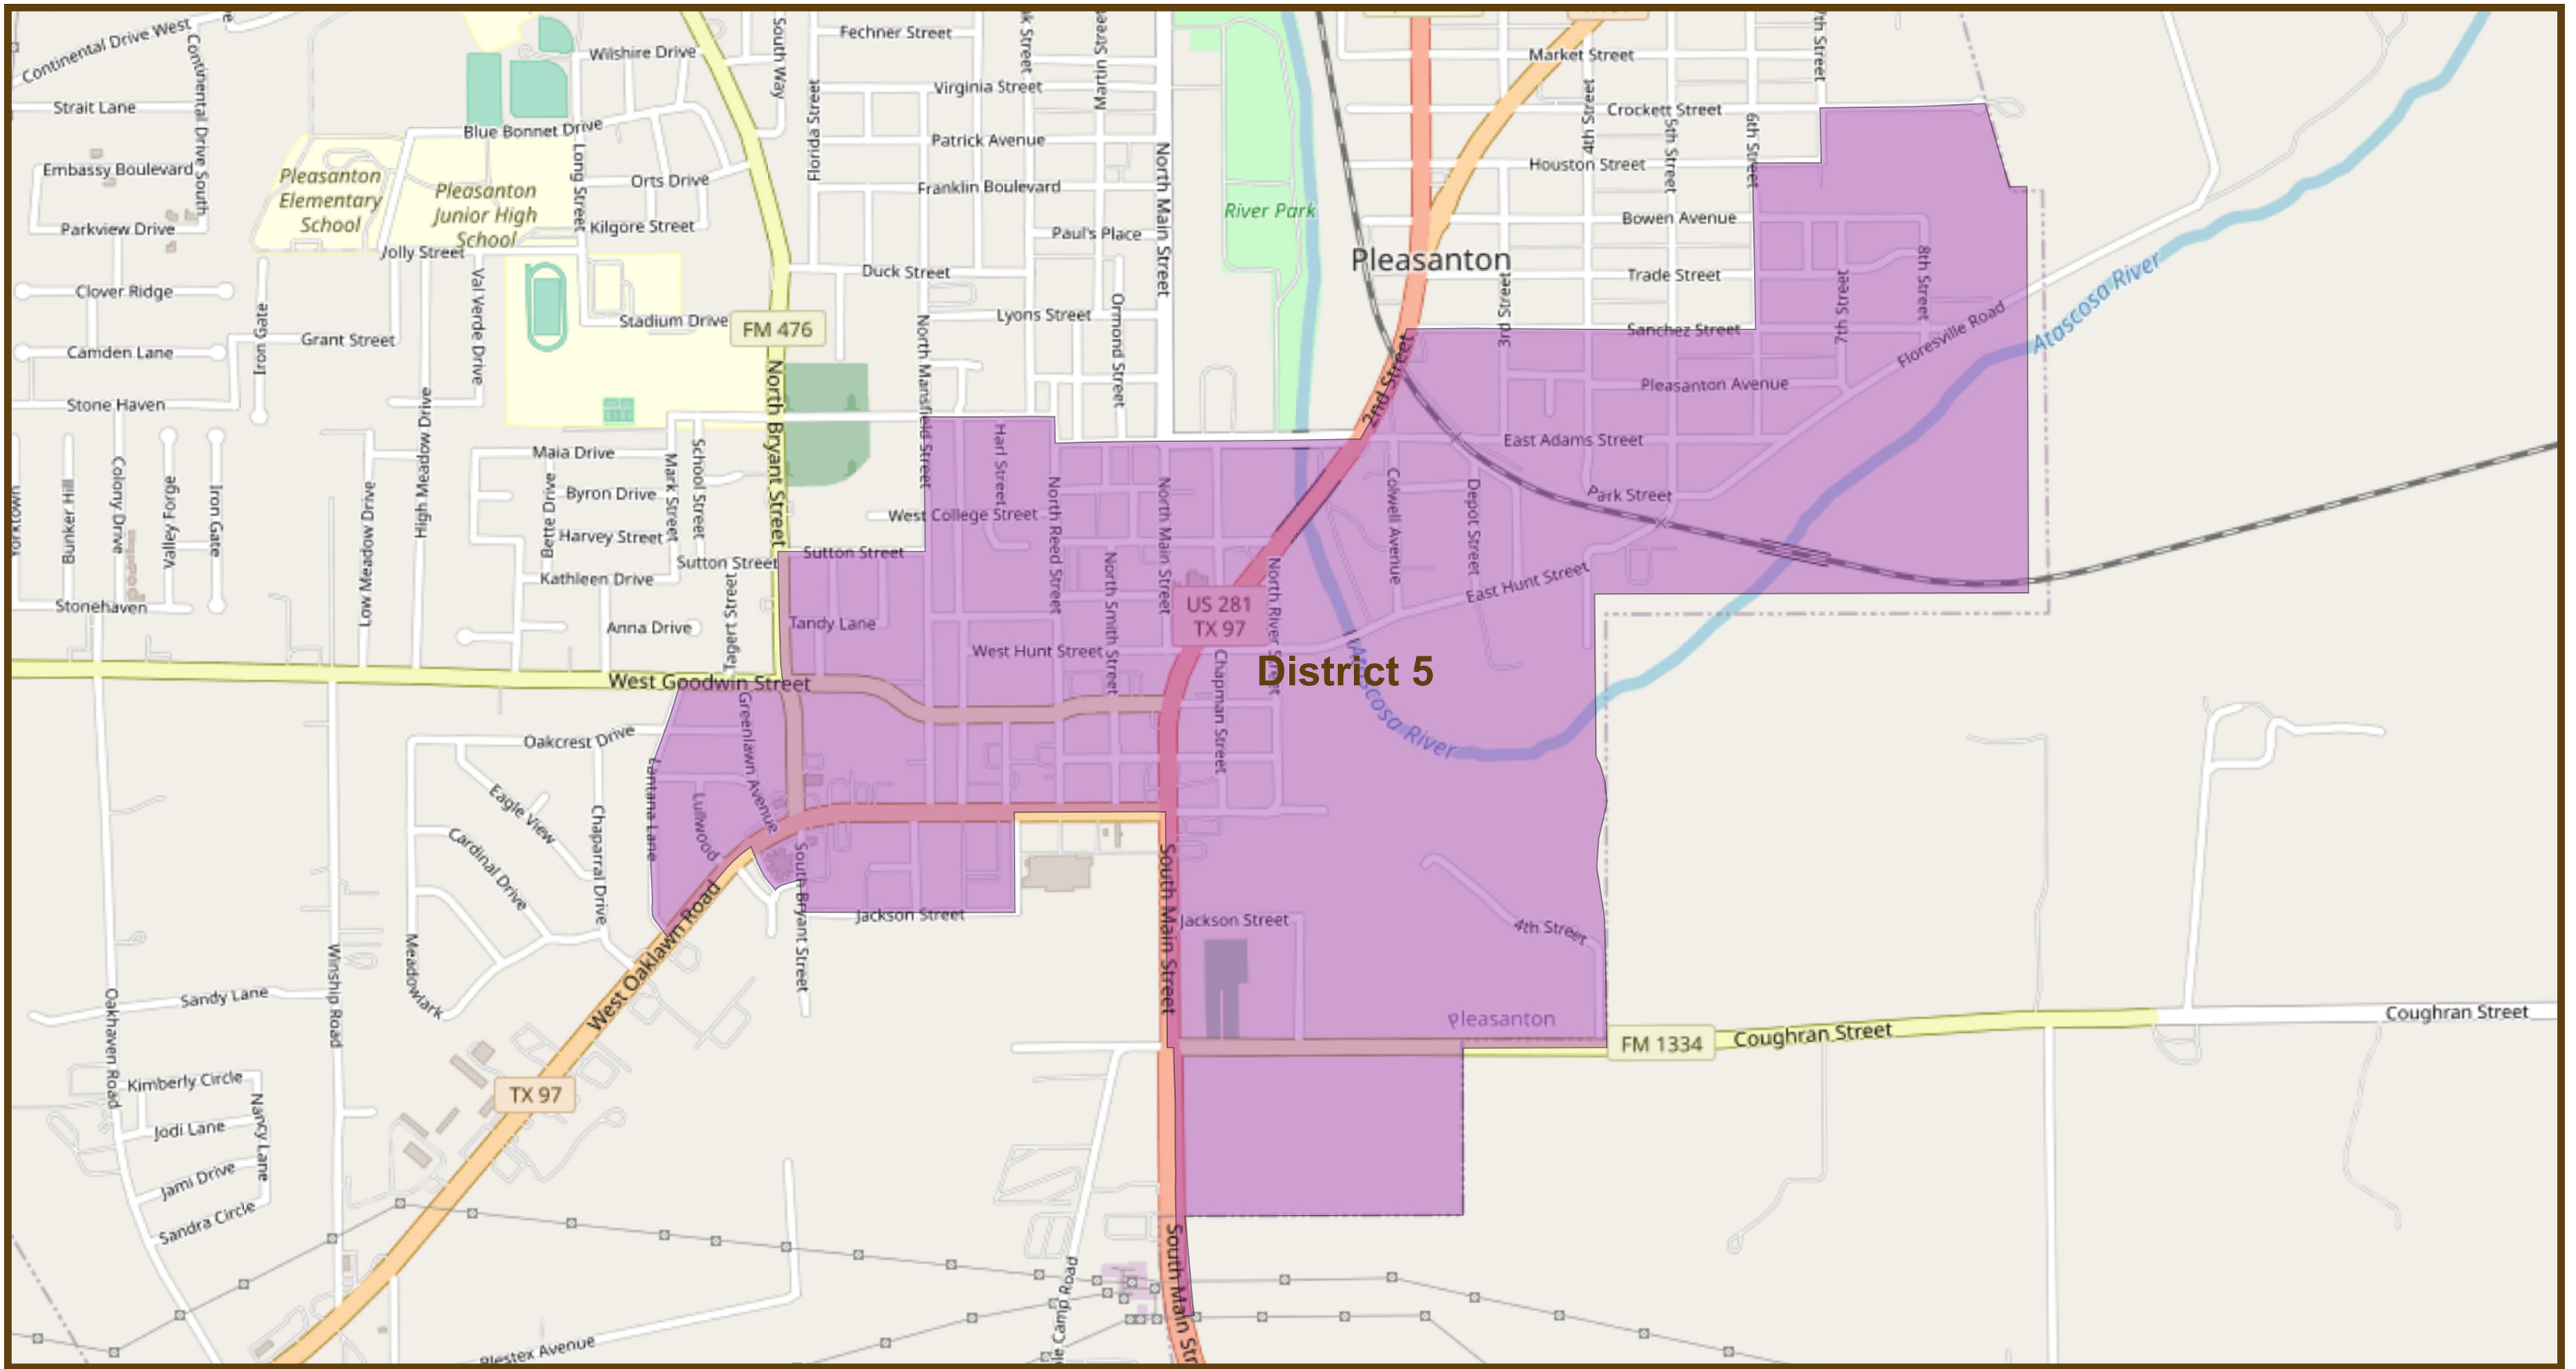 Continental Drive West
Continental Drive South
Strait Lane
Embassy Boulevard
Parkview Drive
Clover Ridge
Camden Lane
Stone Haven
Grant Street
Iron Gate
Pleasanton
Elementary
School
Pleasanton
Junior High
School
Jolly Street
Wilshire Drive
Blue Bonnet Drive
Long Street
Orts Drive
Kilgore Street
Stadium Drive
Val Verde Drive
High Meadow Drive
Low Meadow Drive
South Way
Florida Street
Fechner Street
Virginia Street
Patrick Avenue
Franklin Boulevard
Paul's Place
Duck Street
Lyons Street
Martin Street
Ormond Street
North Main Street
River Park
FM 476
North Bryant Street
North Mansfield Street
Market Street
Crockett Street
Houston Street
Bowen Avenue
Trade Street
Sanchez Street
Pleasanton Avenue
East Adams Street
Park Street
3rd Street
4th Street
5th Street
6th Street
7th Street
7th Street
8th Street
Floresville Road
Atascosa River
Pleasanton
2nd Street
Yorktown
Bunker Hill
Colony Drive
Valley Forge
Iron Gate
Stonehaven
Maia Drive
Byron Drive
Bette Drive
Harvey Street
Kathleen Drive
Anna Drive
Mark Street
School Street
Sutton Street
Sutton Street
Tegert Street
Tandy Lane
West College Street
Harl Street
North Reed Street
North Smith Street
North Main Street
West Hunt Street
US 281
TX 97
North River Street
Chapman Street
Colwell Avenue
Depot Street
East Hunt Street
District 5
Atascosa River
West Goodwin Street
Greenlawn Avenue
Lantana Lane
Lullwood
Oakcrest Drive
Eagle View
Cardinal Drive
Chaparral Drive
Meadowlark
South Bryant Street
Jackson Street
Jackson Street
South Main Street
4th Street
Pleasanton
FM 1334
Coughran Street
Coughran Street
West Oaklawn Road
TX 97
Sandy Lane
Winship Road
Oakhaven Road
Kimberly Circle
Jodi Lane
Nancy Lane
Jami Drive
Sandra Circle
Plestex Avenue
le Camp Road
South Main Str